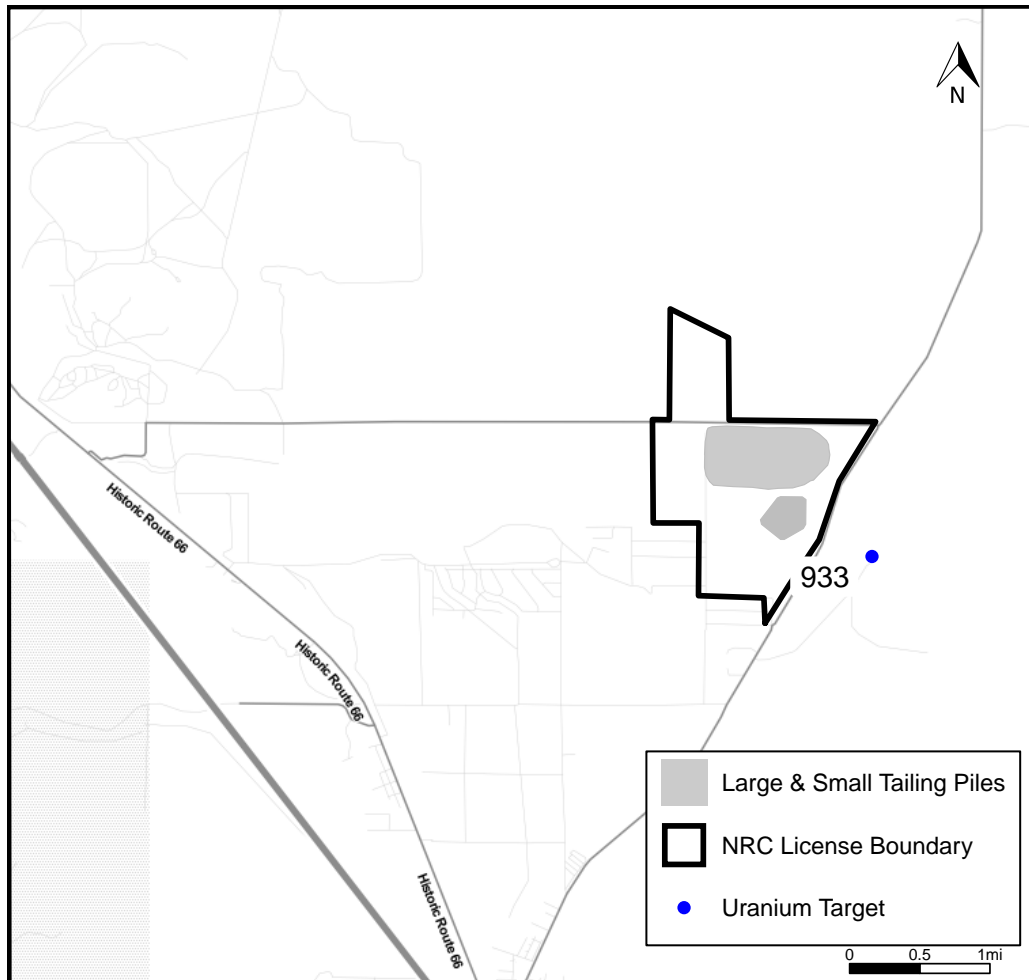 N
Historic Route 66
933
Historic Route 66
Historic Route 66
Large & Small Tailing Piles
NRC License Boundary
Uranium Target
0 0.5 1mi